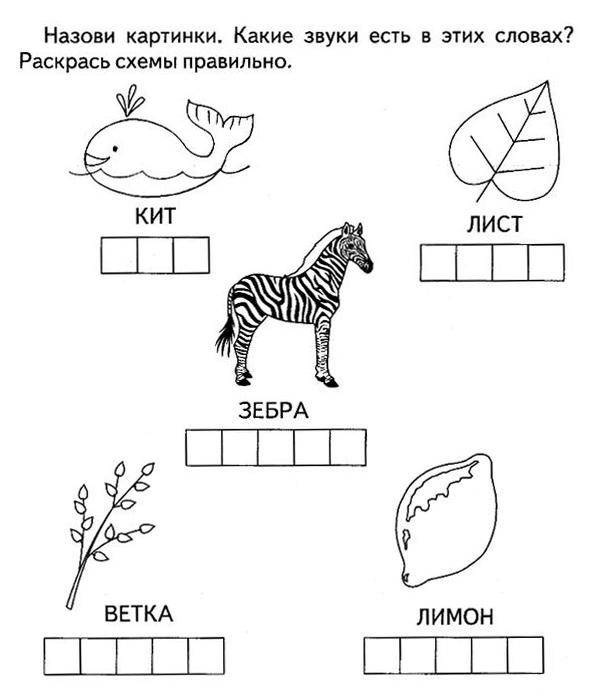 Назови картинки. Какие звуки есть в этих словах?
Раскрась схемы правильно.
КИТ
ЛИСТ
ЗЕБРА
ВЕТКА
ЛИМОН